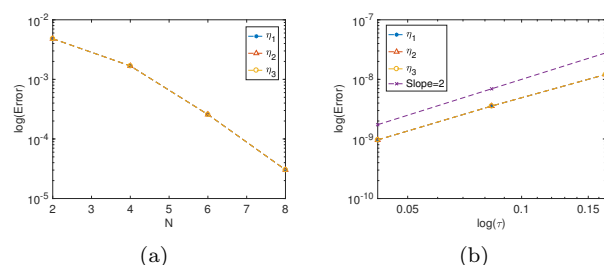 10^-2
10^-3
10^-4
10^-5
log(Error)
2 3 4 5 6 7 8
N
η1
η2
η3
(a)
10^-7
10^-8
10^-9
10^-10
log(Error)
0.05 0.1 0.15
log(τ)
η1
η2
η3
Slope=2
(b)